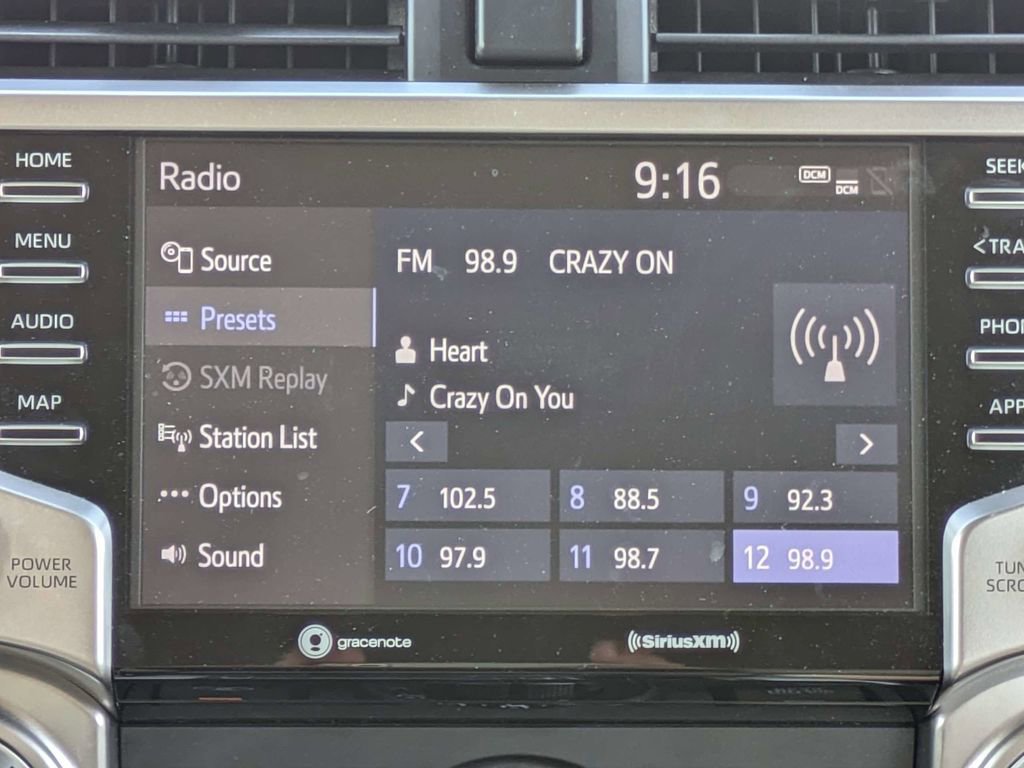 HOME
MENU
AUDIO
MAP
POWER
VOLUME
Radio
9:16
DCM
DCM
Source
Presets
SXM Replay
Station List
Options
Sound
FM 98.9 CRAZY ON
Heart
Crazy On You
<
>
7 102.5
8 88.5
9 92.3
10 97.9
11 98.7
12 98.9
gracenote
((SiriusXM))
SEEK
<TRA
PHO
APP
TUN
SCRO